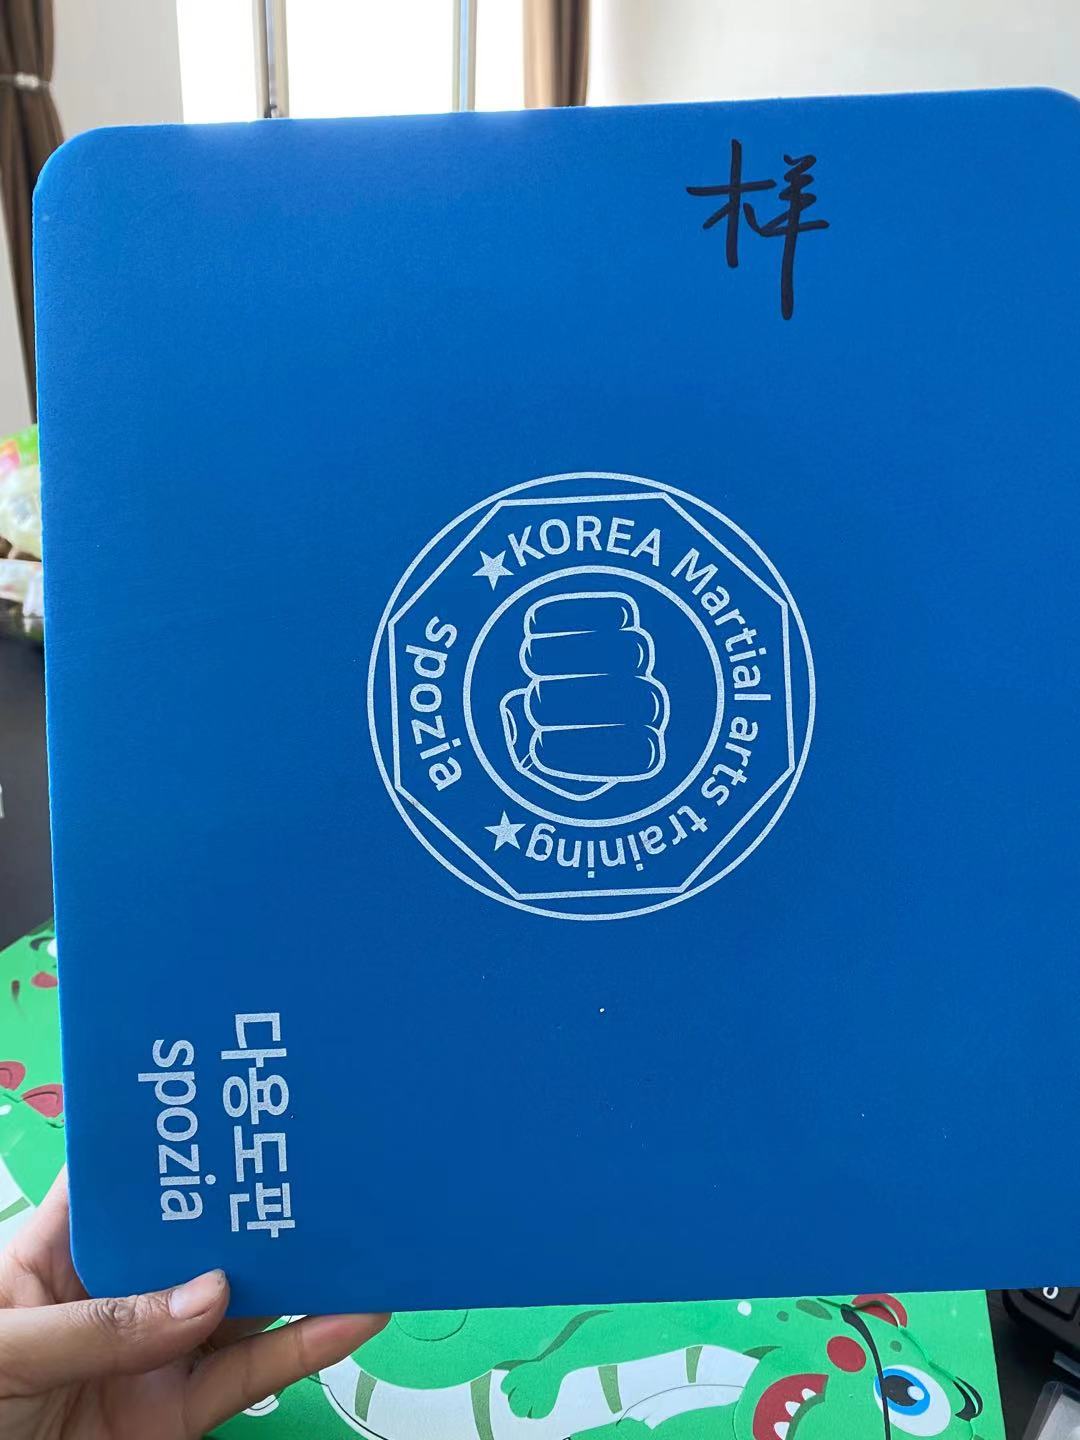 样
★KOREA Martial arts training★
spozia
다용도판
spozia